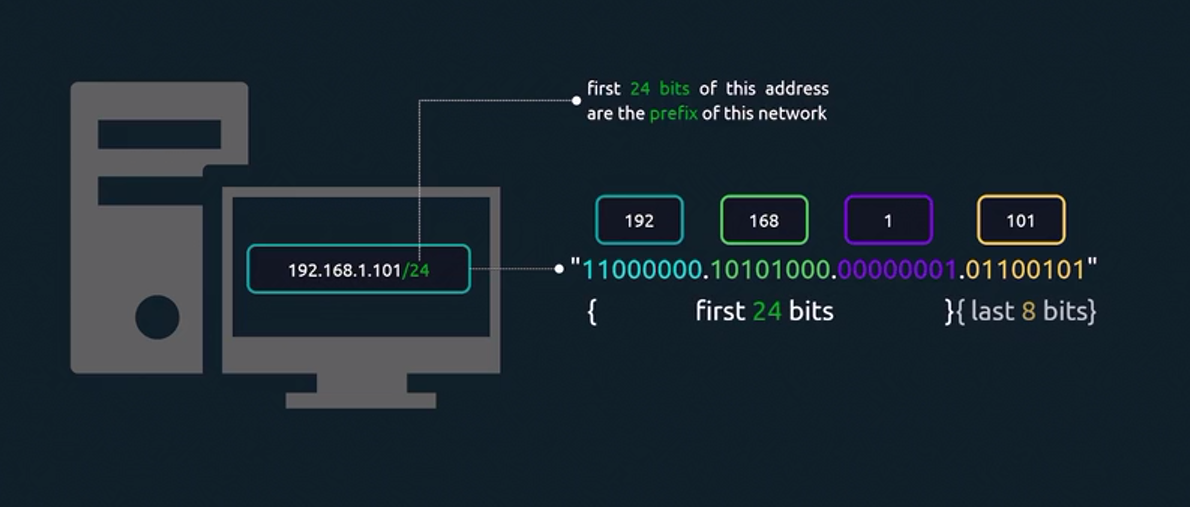 first 24 bits of this address
are the prefix of this network
192 168 1 101
192.168.1.101/24
"11000000.10101000.00000001.01100101"
{ first 24 bits }{ last 8 bits}